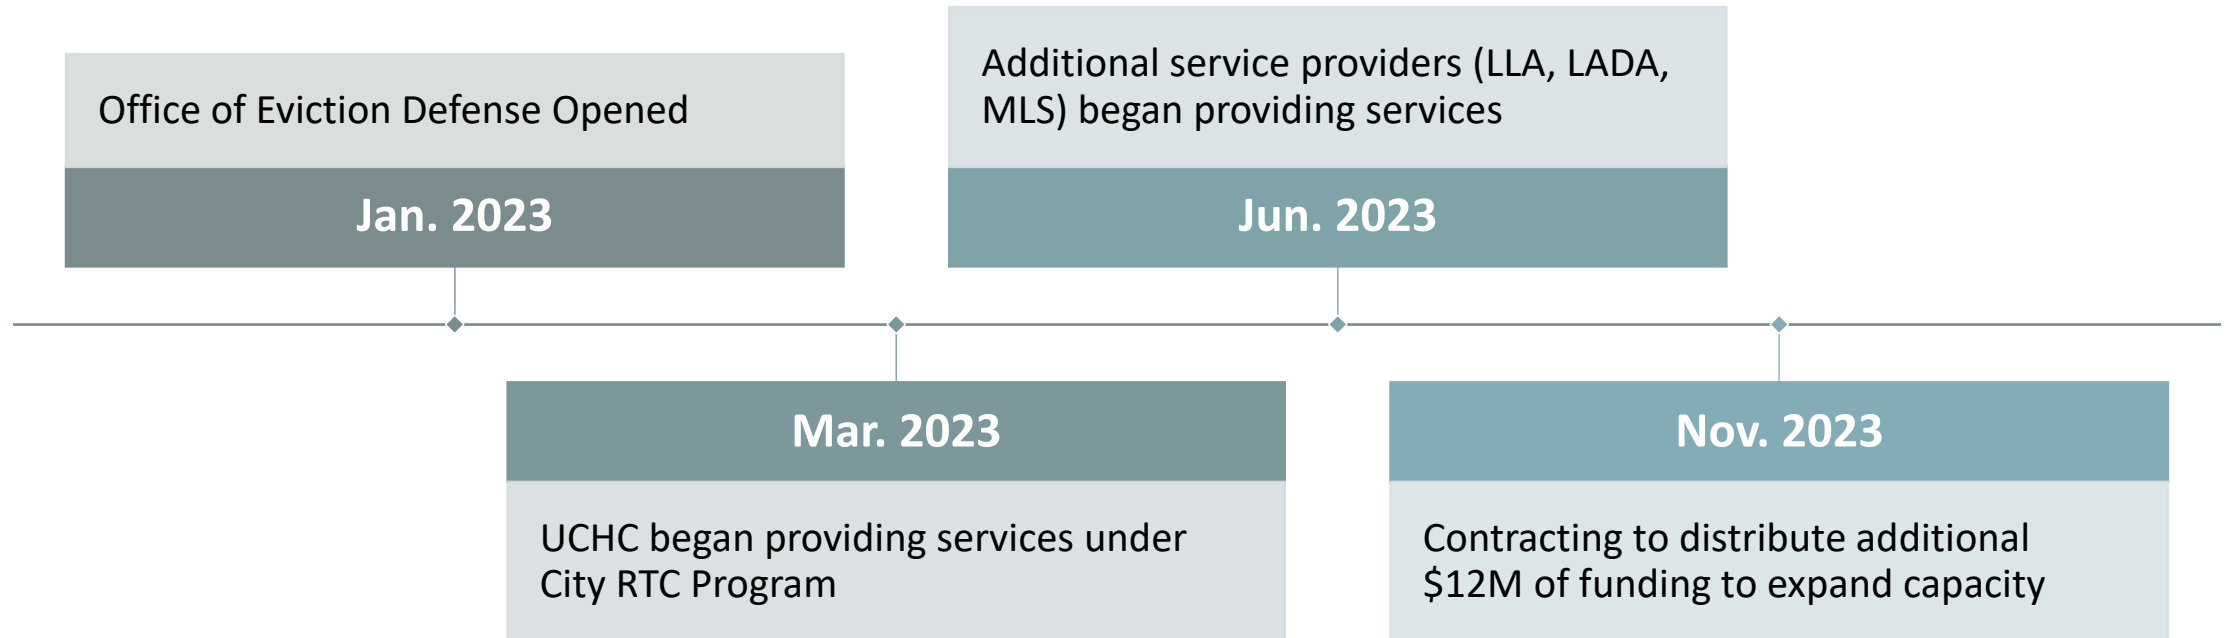 Office of Eviction Defense Opened
Jan. 2023
Mar. 2023
UCHC began providing services under
City RTC Program
Additional service providers (LLA, LADA,
MLS) began providing services
Jun. 2023
Nov. 2023
Contracting to distribute additional
$12M of funding to expand capacity